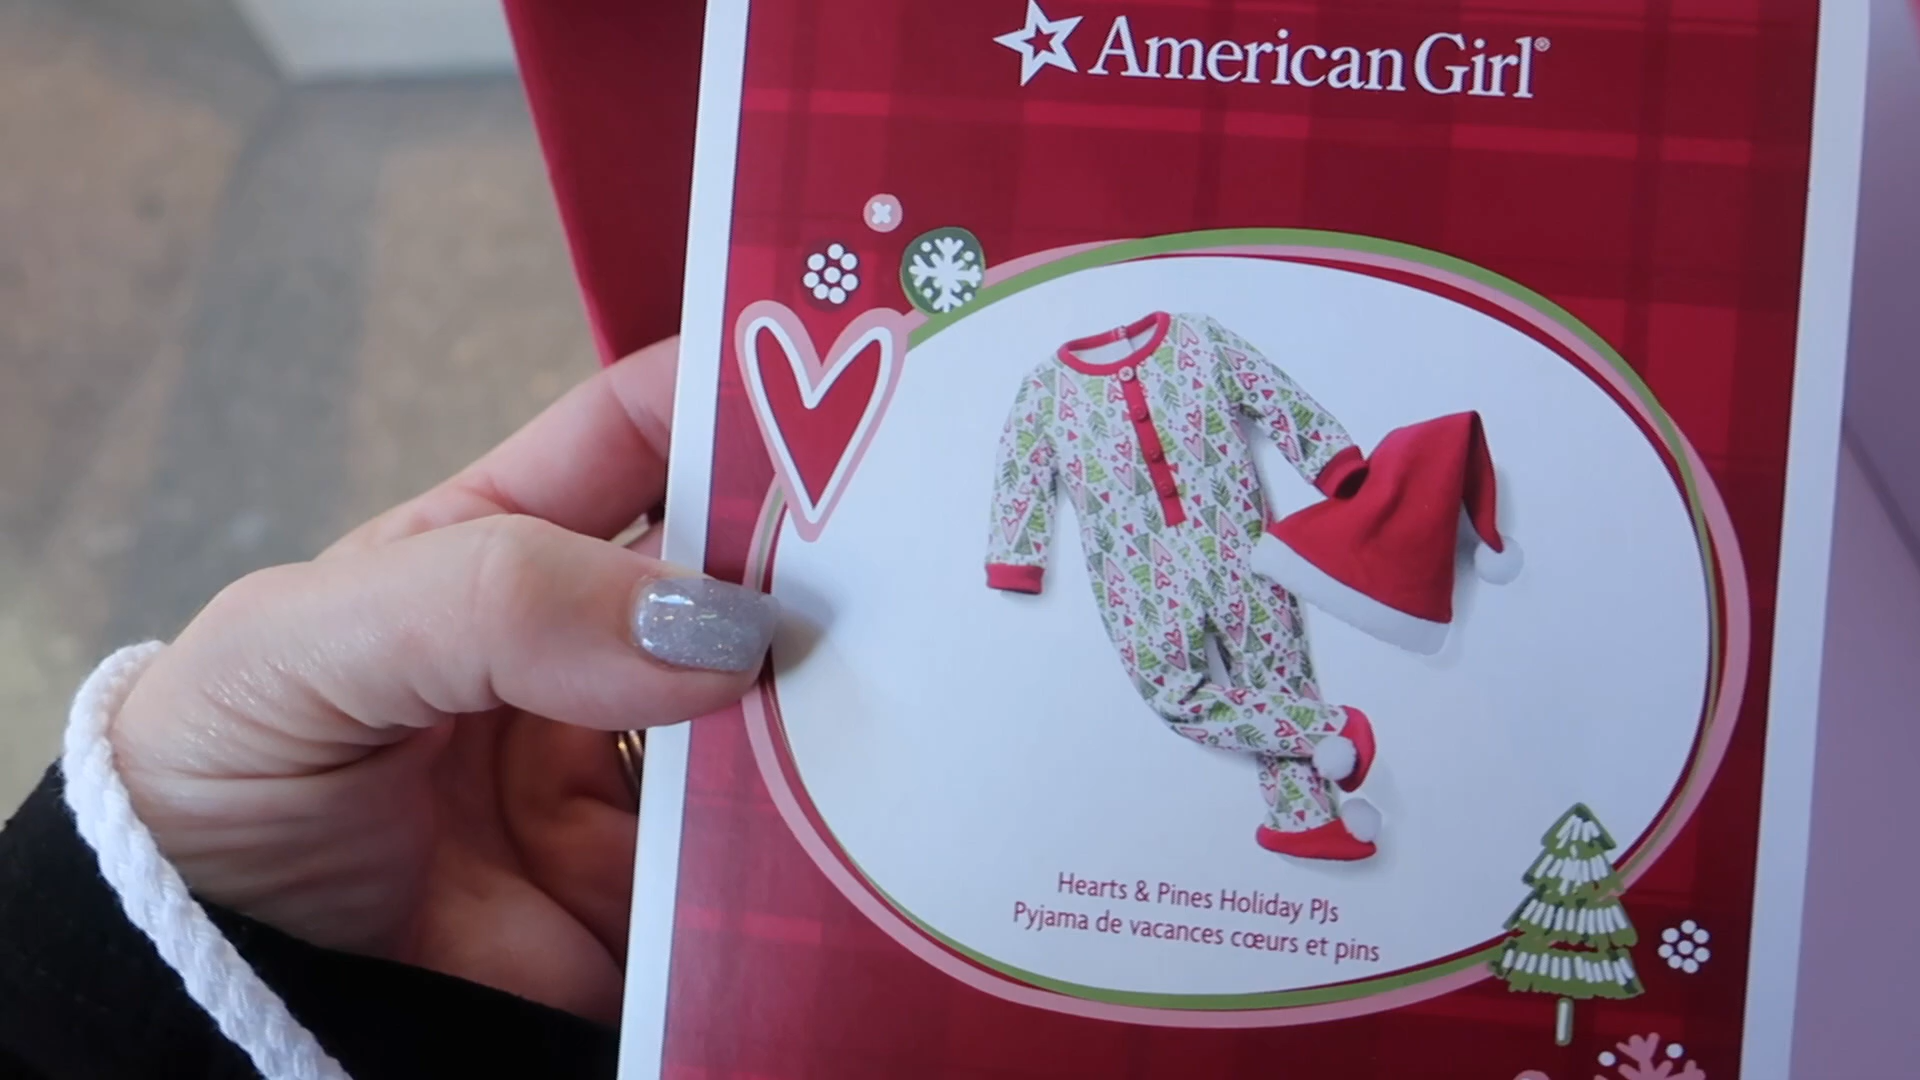 American Girl®
Hearts & Pines Holiday PJs
Pyjama de vacances cœurs et pins